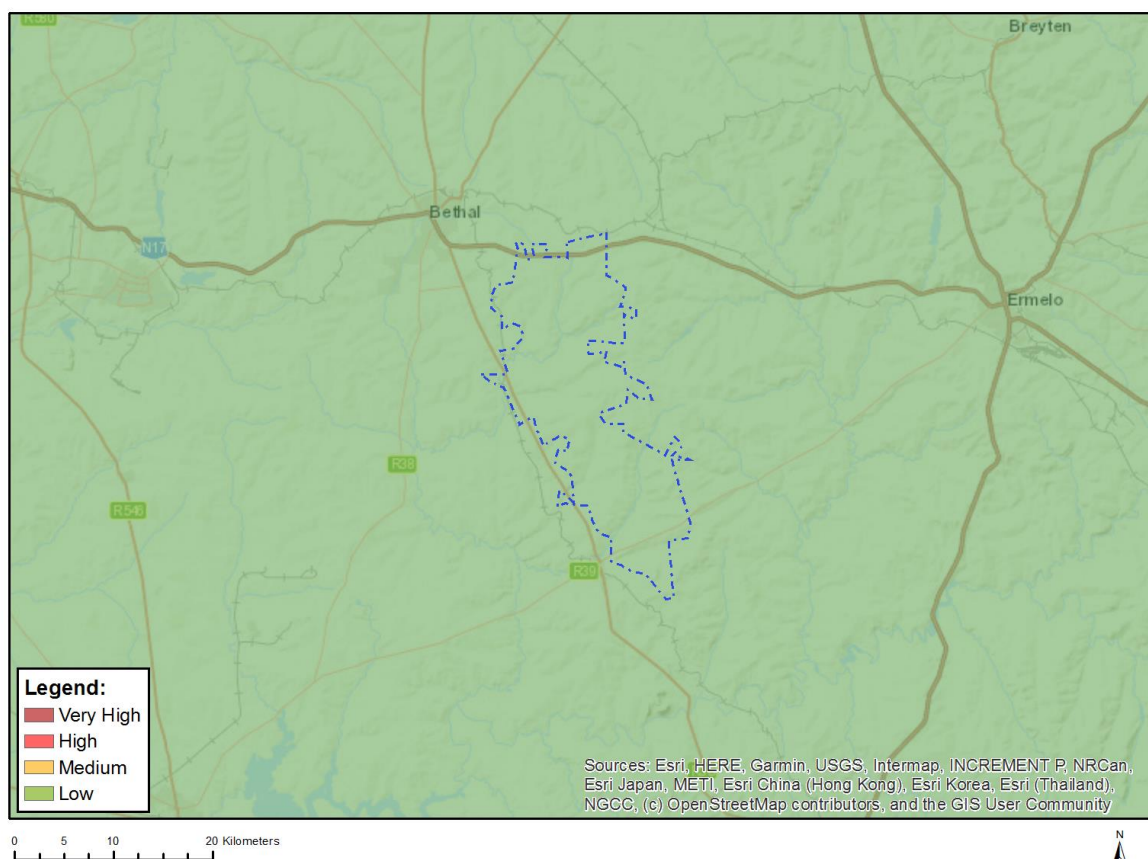 R580
Breyten
Bethal
N17
Ermelo
R38
R546
R39
Legend:
Very High
High
Medium
Low
Sources: Esri, HERE, Garmin, USGS, Intermap, INCREMENT P, NRCan,
Esri Japan, METI, Esri China (Hong Kong), Esri Korea, Esri (Thailand),
NGCC, (c) OpenStreetMap contributors, and the GIS User Community
0 5 10 20 Kilometers
N